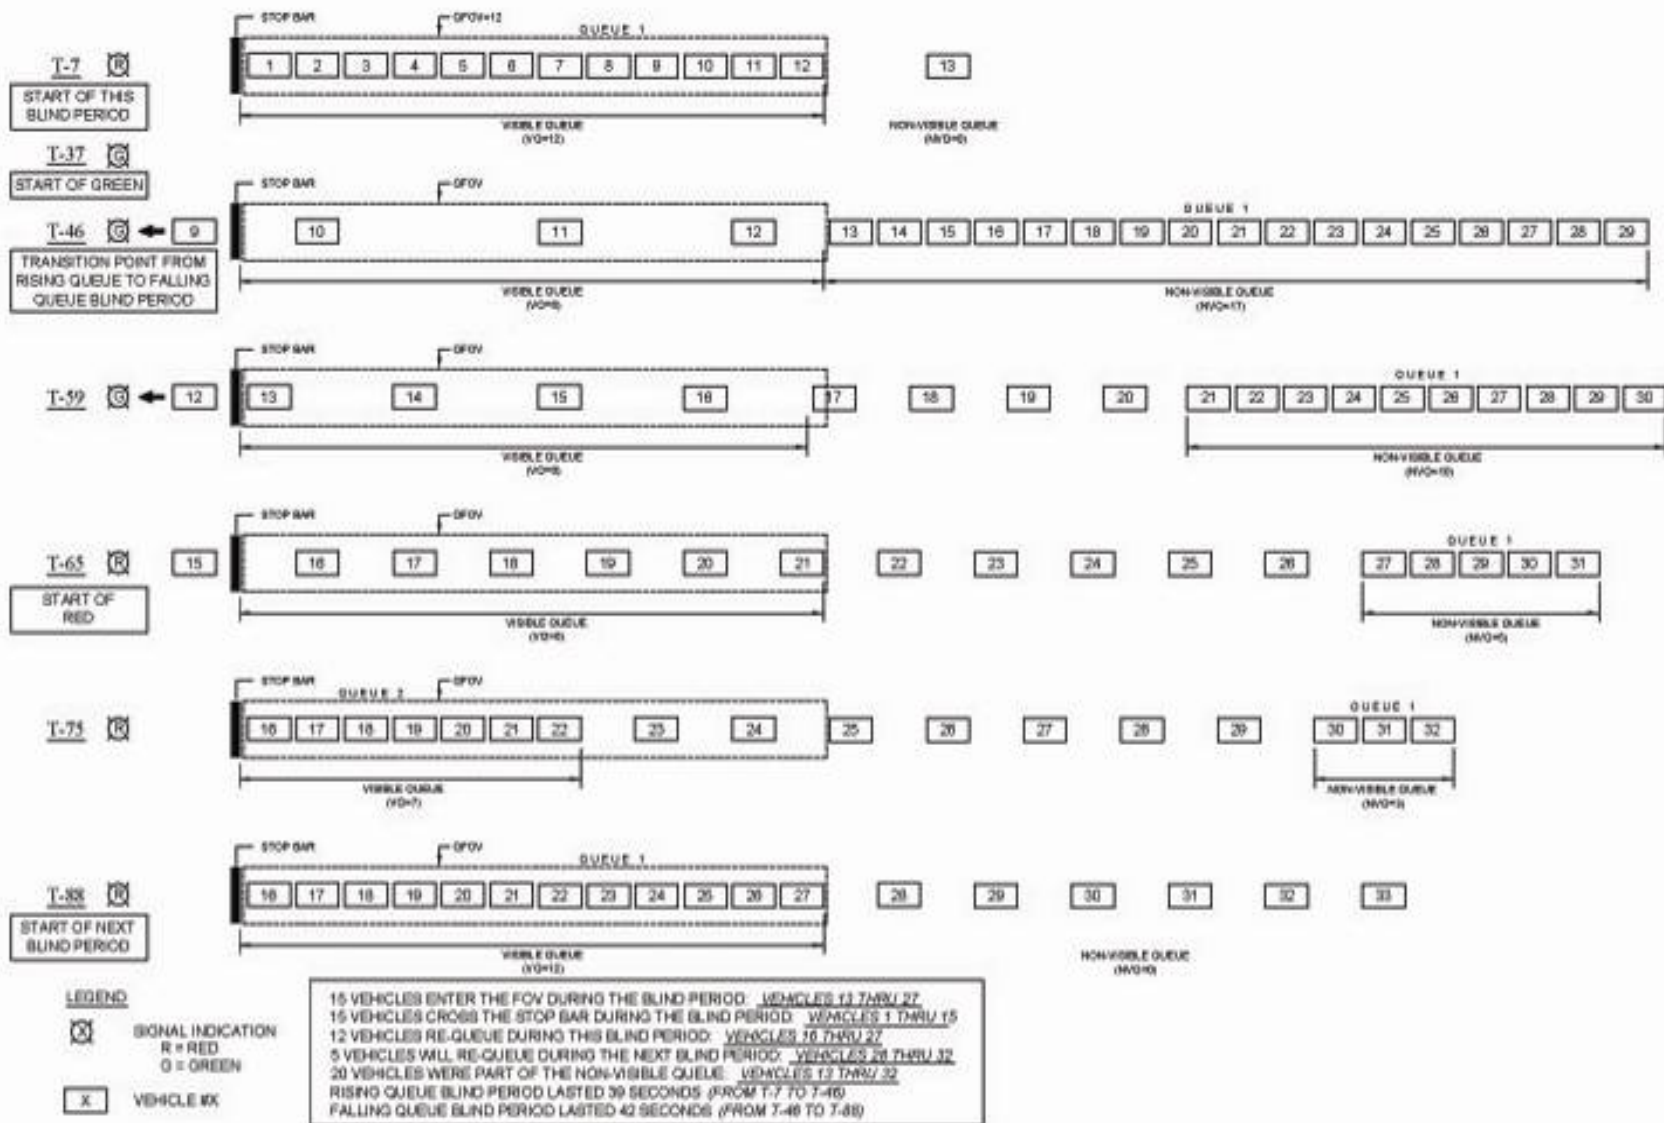 STOP BAR QFOV=12
QUEUE 1
T-7 R 1 2 3 4 5 6 7 8 9 10 11 12 13
START OF THIS
BLIND PERIOD
VISIBLE QUEUE
(VQ=12)
NON-VISIBLE QUEUE
(NVQ=0)
T-37 G
START OF GREEN
STOP BAR QFOV
QUEUE 1
T-46 G 9 10 11 12 13 14 15 16 17 18 19 20 21 22 23 24 25 26 27 28 29
TRANSITION POINT FROM
RISING QUEUE TO FALLING
QUEUE BLIND PERIOD
VISIBLE QUEUE
NON-VISIBLE QUEUE
(NVQ=17)
STOP BAR QFOV
QUEUE 1
T-59 G 12 13 14 15 16 17 18 19 20 21 22 23 24 25 26 27 28 29 30
VISIBLE QUEUE
NON-VISIBLE QUEUE
(NVQ=10)
STOP BAR QFOV
QUEUE 1
T-65 R 15 16 17 18 19 20 21 22 23 24 25 26 27 28 29 30 31
START OF
RED
VISIBLE QUEUE
NON-VISIBLE QUEUE
(NVQ=5)
STOP BAR QFOV
QUEUE 2
QUEUE 1
T-75 R 16 17 18 19 20 21 22 23 24 25 26 27 28 29 30 31 32
VISIBLE QUEUE
(VQ=7)
NON-VISIBLE QUEUE
(NVQ=3)
STOP BAR QFOV
QUEUE 1
T-88 R 16 17 18 19 20 21 22 23 24 25 26 27 28 29 30 31 32 33
START OF NEXT
BLIND PERIOD
VISIBLE QUEUE
(VQ=12)
NON-VISIBLE QUEUE
(NVQ=0)
LEGEND
X SIGNAL INDICATION
R = RED
G = GREEN
X VEHICLE #X
15 VEHICLES ENTER THE FOV DURING THE BLIND PERIOD: VEHICLES 13 THRU 27
15 VEHICLES CROSS THE STOP BAR DURING THE BLIND PERIOD: VEHICLES 1 THRU 15
12 VEHICLES RE-QUEUE DURING THIS BLIND PERIOD: VEHICLES 16 THRU 27
5 VEHICLES WILL RE-QUEUE DURING THE NEXT BLIND PERIOD: VEHICLES 28 THRU 32
20 VEHICLES WERE PART OF THE NON-VISIBLE QUEUE: VEHICLES 13 THRU 32
RISING QUEUE BLIND PERIOD LASTED 39 SECONDS (FROM T-7 TO T-46)
FALLING QUEUE BLIND PERIOD LASTED 42 SECONDS (FROM T-46 TO T-88)